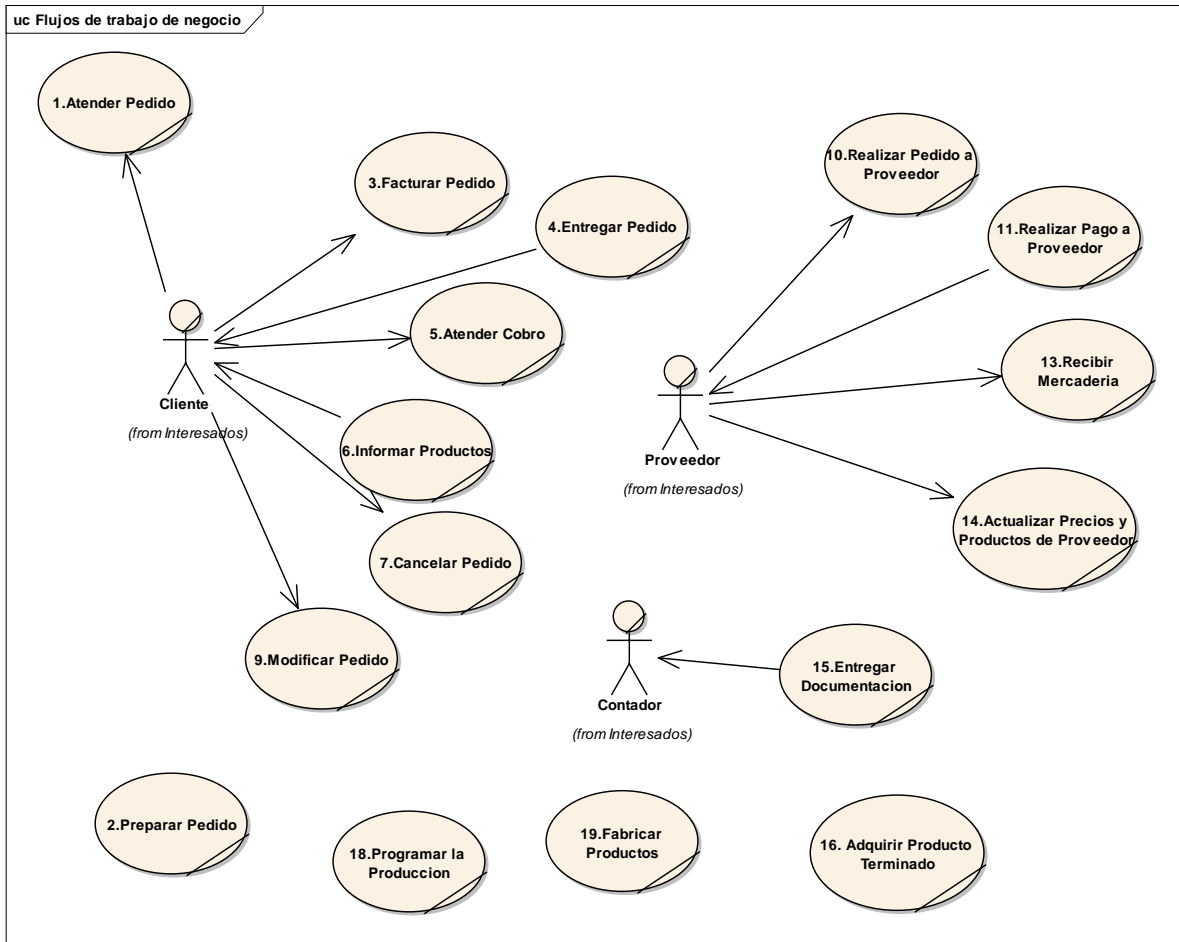 uc Flujos de trabajo de negocio
1.Atender Pedido
3.Facturar Pedido
4.Entregar Pedido
5.Atender Cobro
Cliente
(from Interesados)
6.Informar Productos
7.Cancelar Pedido
9.Modificar Pedido
10.Realizar Pedido a
Proveedor
11.Realizar Pago a
Proveedor
13.Recibir
Mercaderia
Proveedor
(from Interesados)
14.Actualizar Precios y
Productos de Proveedor
15.Entregar
Documentacion
Contador
(from Interesados)
2.Preparar Pedido
18.Programar la
Produccion
19.Fabricar
Productos
16. Adquirir Producto
Terminado